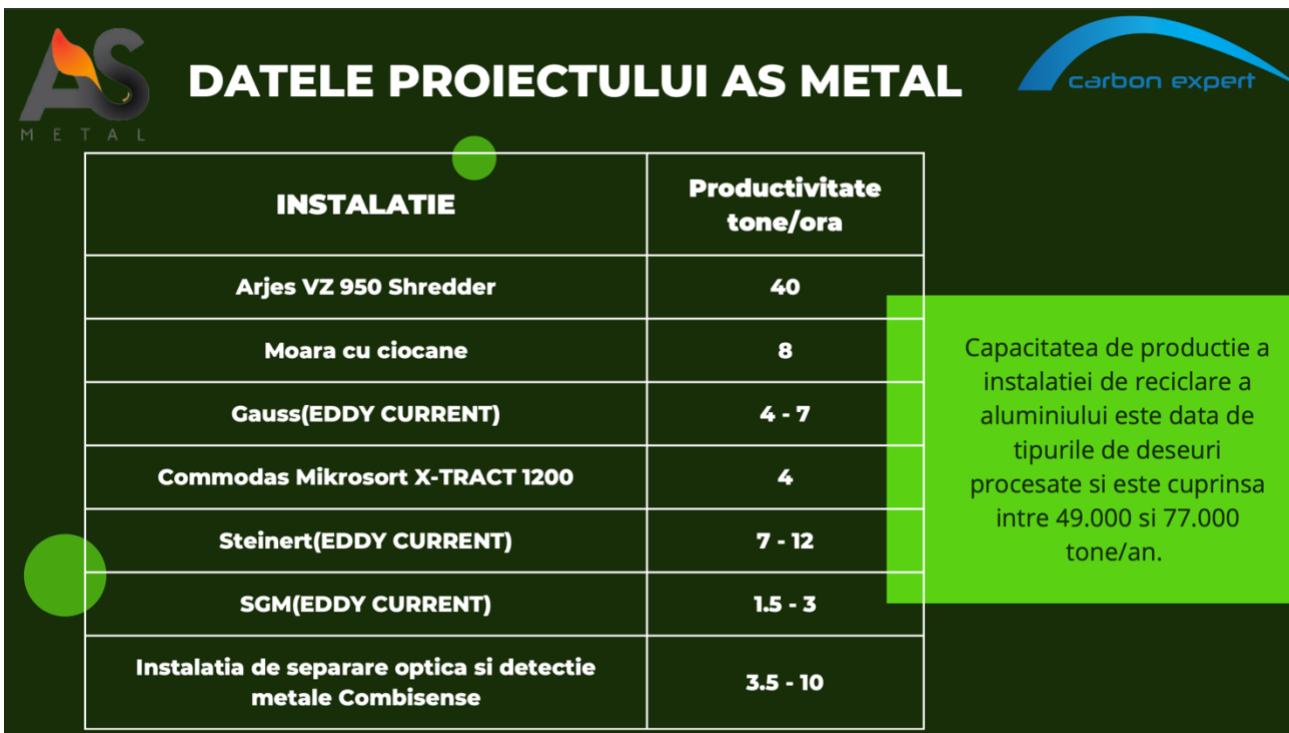 AS
METAL
DATELE PROIECTULUI AS METAL
carbon expert
INSTALATIE
Productivitate
tone/ora
Arjes VZ 950 Shredder
40
Moara cu ciocane
8
Gauss(EDDY CURRENT)
4 - 7
Commodas Mikrosort X-TRACT 1200
4
Steinert(EDDY CURRENT)
7 - 12
SGM(EDDY CURRENT)
1.5 - 3
Instalatia de separare optica si detectie
metale Combisense
3.5 - 10
Capacitatea de productie a
instalatiei de reciclare a
aluminiului este data de
tipurile de deseuri
procesate si este cuprinsa
intre 49.000 si 77.000
tone/an.